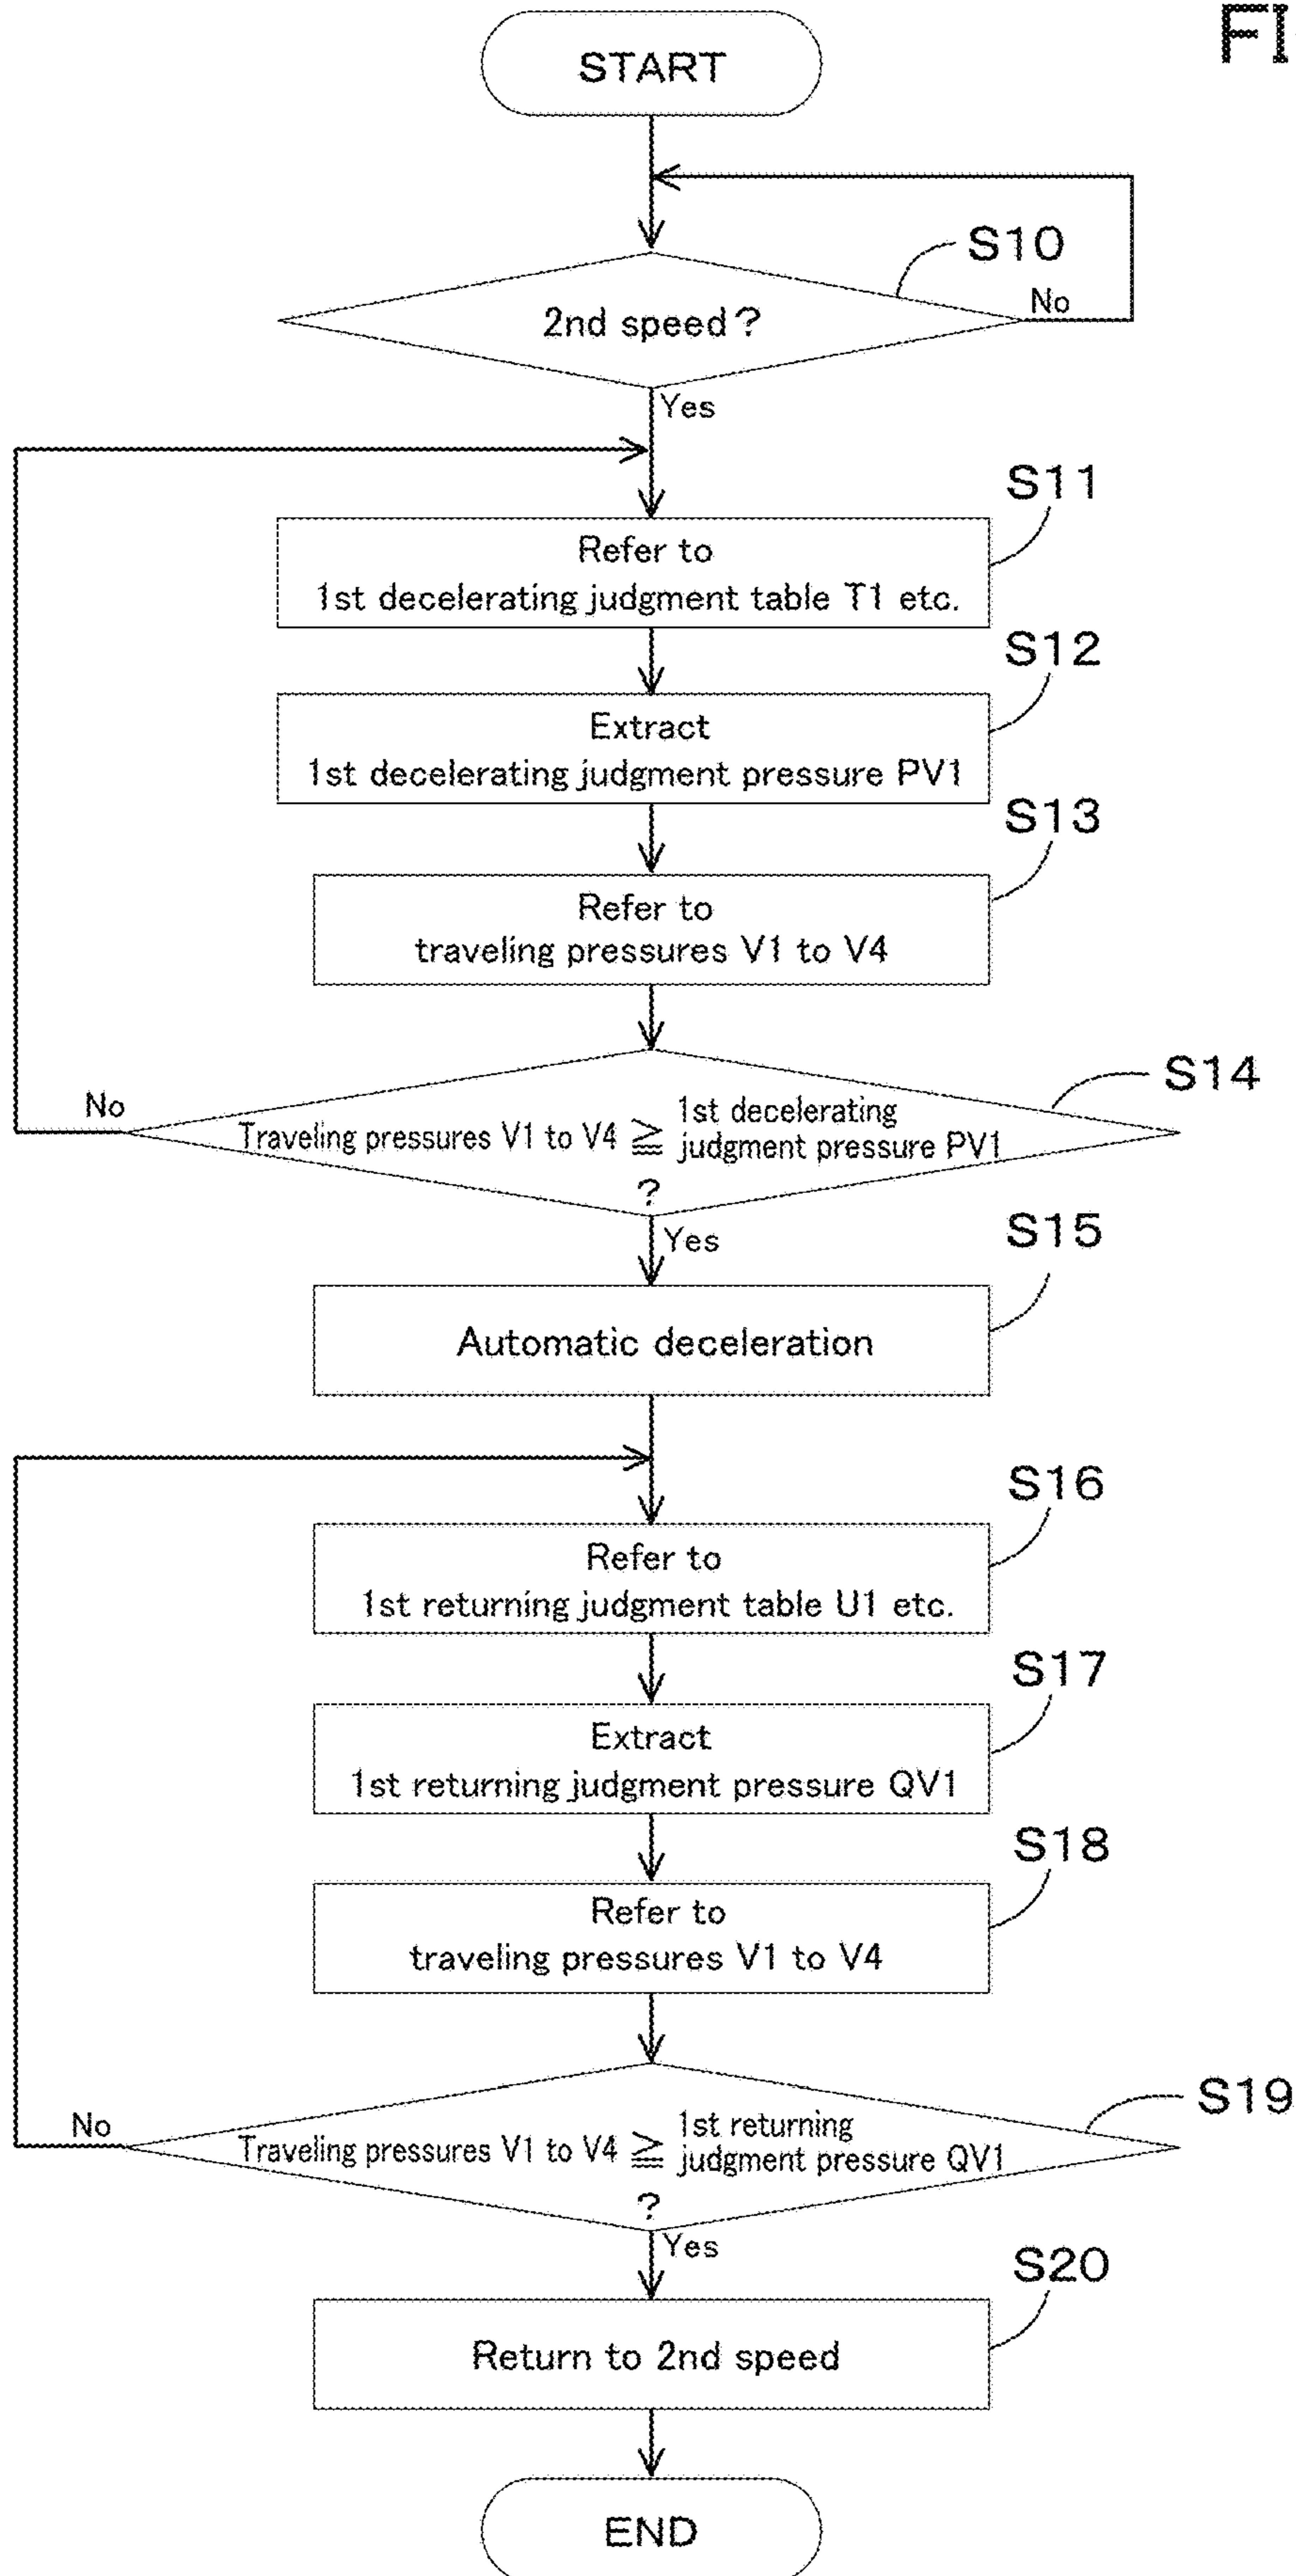 FI
START
S10
2nd speed?
No
Yes
S11
Refer to
1st decelerating judgment table T1 etc.
S12
Extract
1st decelerating judgment pressure PV1
S13
Refer to
traveling pressures V1 to V4
S14
No
Traveling pressures V1 to V4 ≧ 1st decelerating
judgment pressure PV1
?
Yes
S15
Automatic deceleration
S16
Refer to
1st returning judgment table U1 etc.
S17
Extract
1st returning judgment pressure QV1
S18
Refer to
traveling pressures V1 to V4
S19
No
Traveling pressures V1 to V4 ≧ 1st returning
judgment pressure QV1
?
Yes
S20
Return to 2nd speed
END